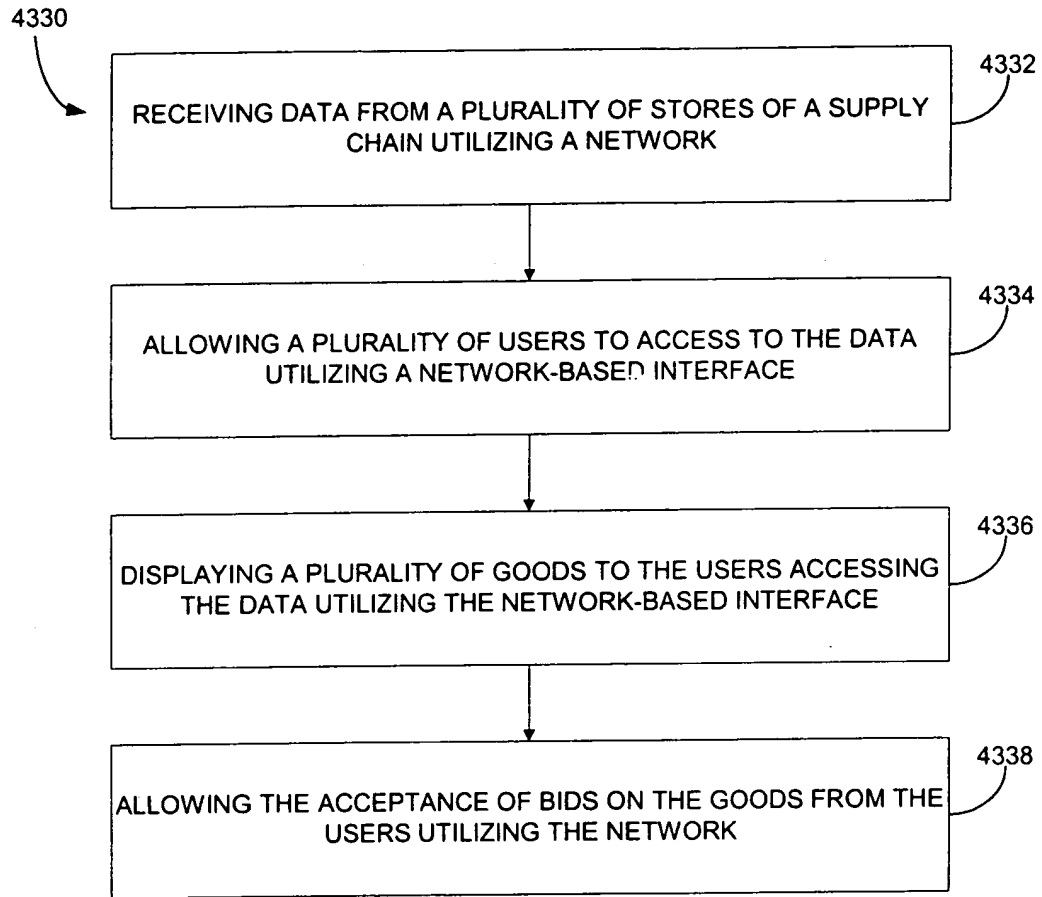 4330
4332
RECEIVING DATA FROM A PLURALITY OF STORES OF A SUPPLY
CHAIN UTILIZING A NETWORK
4334
ALLOWING A PLURALITY OF USERS TO ACCESS TO THE DATA
UTILIZING A NETWORK-BASED INTERFACE
4336
DISPLAYING A PLURALITY OF GOODS TO THE USERS ACCESSING
THE DATA UTILIZING THE NETWORK-BASED INTERFACE
4338
ALLOWING THE ACCEPTANCE OF BIDS ON THE GOODS FROM THE
USERS UTILIZING THE NETWORK